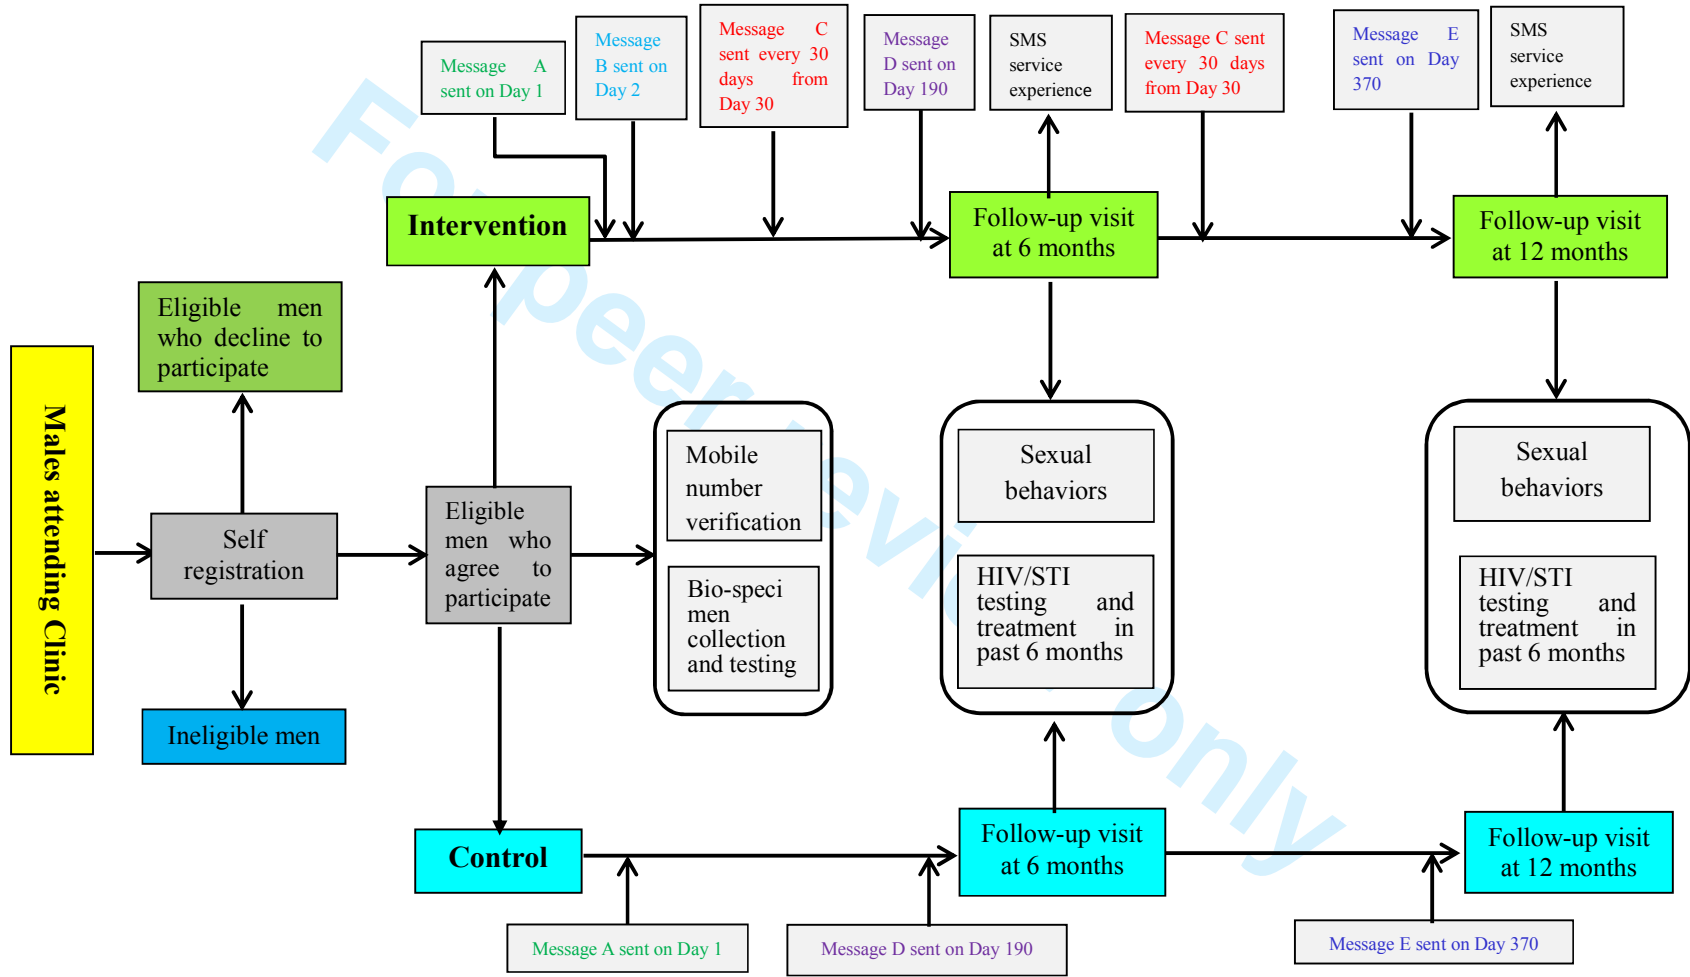 Message A
sent on Day 1
Message
B sent on
Day 2
Message C
sent every 30
days from
Day 30
Message
D sent on
Day 190
SMS
service
experience
Message C sent
every 30 days
from Day 30
Message E
sent on Day
370
SMS
service
experience
Intervention
Follow-up visit
at 6 months
Follow-up visit
at 12 months
Eligible men
who decline to
participate
Males attending Clinic
Self
registration
Ineligible men
Eligible
men who
agree to
participate
Mobile
number
verification
Bio-speci
men
collection
and testing
Sexual
behaviors
HIV/STI
testing and
treatment in
past 6 months
Sexual
behaviors
HIV/STI
testing and
treatment in
past 6 months
Control
Follow-up visit
at 6 months
Follow-up visit
at 12 months
Message A sent on Day 1
Message D sent on Day 190
Message E sent on Day 370
For peer review only